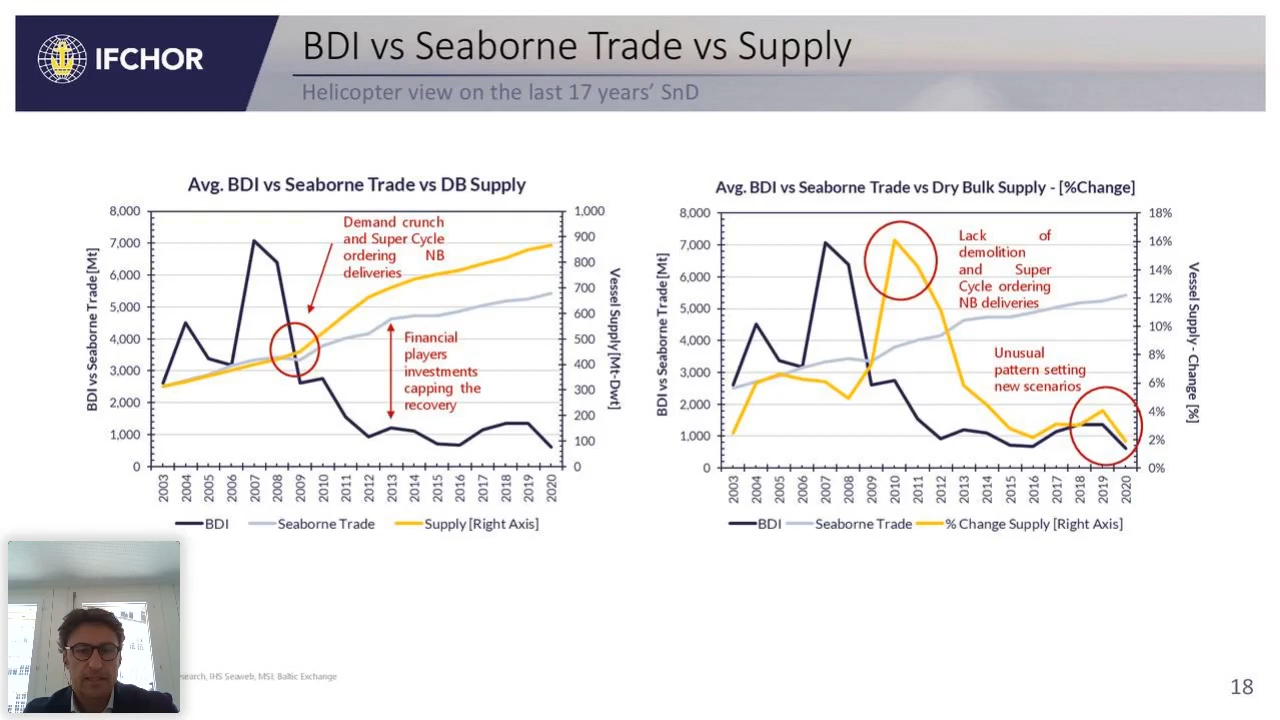 IFCHOR
BDI vs Seaborne Trade vs Supply
Helicopter view on the last 17 years’ SnD
Avg. BDI vs Seaborne Trade vs DB Supply
BDI vs Seaborne Trade[Mt]
8,000
7,000
6,000
5,000
4,000
3,000
2,000
1,000
0
Demand crunch
and Super Cycle
ordering NB
deliveries
Financial
players
investments
capping the
recovery
1,000
900
800
700
600
500
400
300
200
100
0
Vessel Supply [Mt-Dwt]
2003
2004
2005
2006
2007
2008
2009
2010
2011
2012
2013
2014
2015
2016
2017
2018
2019
2020
BDI
Seaborne Trade
Supply [Right Axis]
Avg. BDI vs Seaborne Trade vs Dry Bulk Supply - [%Change]
BDI vs Seaborne Trade[Mt]
8,000
7,000
6,000
5,000
4,000
3,000
2,000
1,000
0
Lack of
demolition
and Super
Cycle ordering
NB deliveries
Unusual
pattern setting
new scenarios
18%
16%
14%
12%
10%
8%
6%
4%
2%
0%
Vessel Supply - Change [%]
2003
2004
2005
2006
2007
2008
2009
2010
2011
2012
2013
2014
2015
2016
2017
2018
2019
2020
BDI
Seaborne Trade
% Change Supply [Right Axis]
search, IHS Seaweb, MSI, Baltic Exchange
18